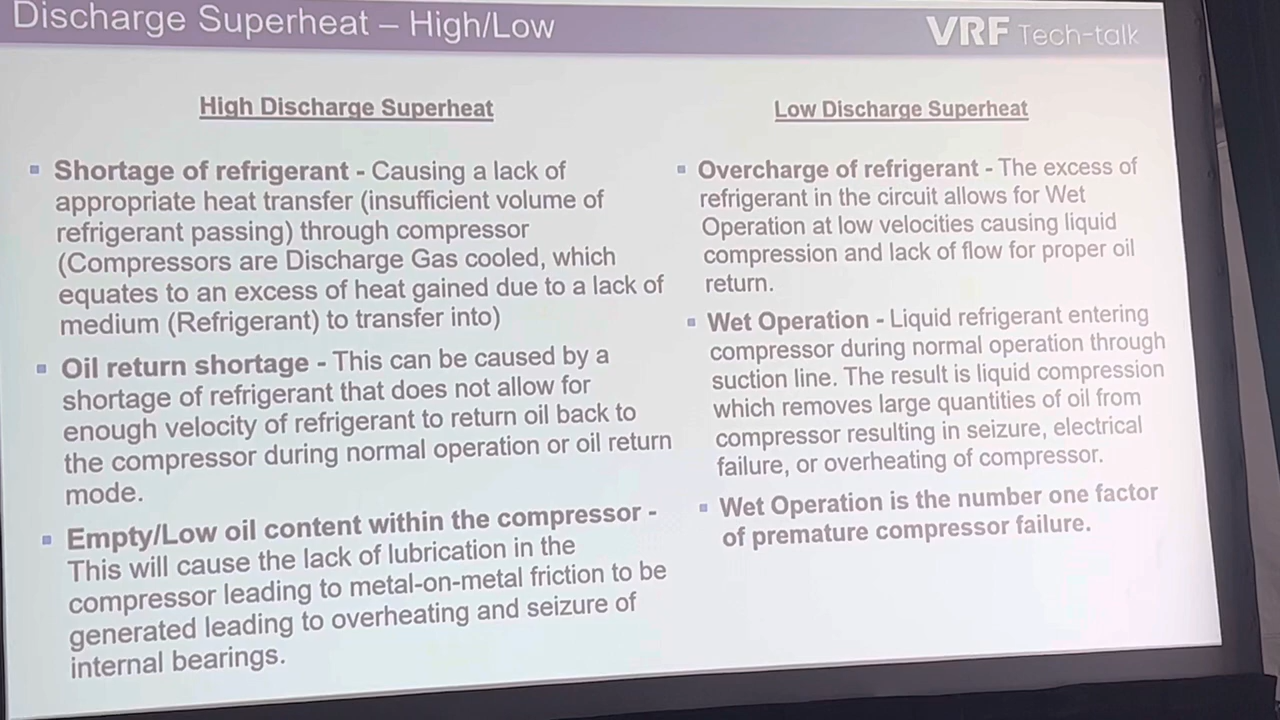 Discharge Superheat – High/Low
VRF Tech-talk
High Discharge Superheat
Shortage of refrigerant - Causing a lack of
appropriate heat transfer (insufficient volume of
refrigerant passing) through compressor
(Compressors are Discharge Gas cooled, which
equates to an excess of heat gained due to a lack of
medium (Refrigerant) to transfer into)
Oil return shortage - This can be caused by a
shortage of refrigerant that does not allow for
enough velocity of refrigerant to return oil back to
the compressor during normal operation or oil return
mode.
Empty/Low oil content within the compressor -
This will cause the lack of lubrication in the
compressor leading to metal-on-metal friction to be
generated leading to overheating and seizure of
internal bearings.
Low Discharge Superheat
Overcharge of refrigerant - The excess of
refrigerant in the circuit allows for Wet
Operation at low velocities causing liquid
compression and lack of flow for proper oil
return.
Wet Operation - Liquid refrigerant entering
compressor during normal operation through
suction line. The result is liquid compression
which removes large quantities of oil from
compressor resulting in seizure, electrical
failure, or overheating of compressor.
Wet Operation is the number one factor
of premature compressor failure.